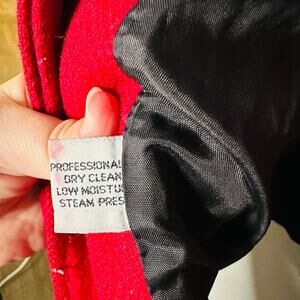 PROFESSIONAL
DRY CLEAN
LOW MOISTU
STEAM PRES